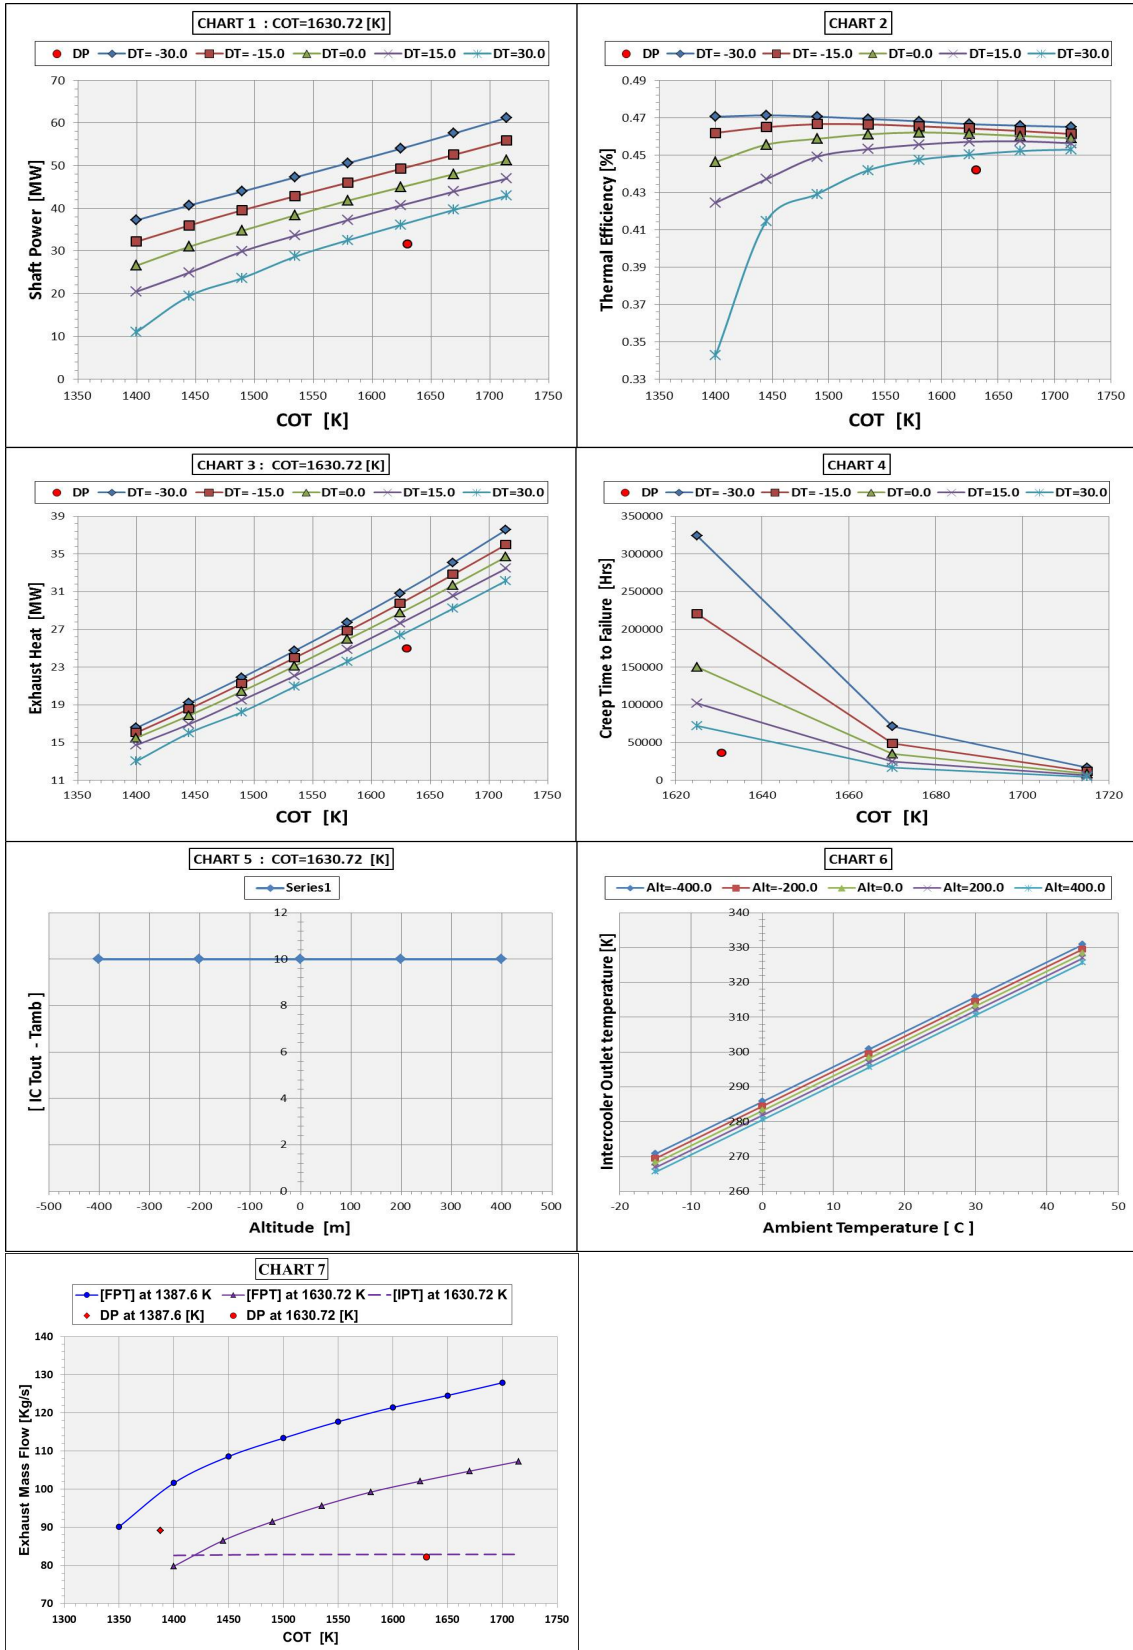 CHART 1 : COT=1630.72 [K]
DP DT= -30.0 DT= -15.0 DT=0.0 DT=15.0 DT=30.0
Shaft Power [MW]
70
60
50
40
30
20
10
0
1350 1400 1450 1500 1550 1600 1650 1700 1750
COT [K]
CHART 2
DP DT= -30.0 DT= -15.0 DT=0.0 DT=15.0 DT=30.0
Thermal Efficiency [%]
0.49
0.47
0.45
0.43
0.41
0.39
0.37
0.35
0.33
1350 1400 1450 1500 1550 1600 1650 1700 1750
COT [K]
CHART 3 : COT=1630.72 [K]
DP DT= -30.0 DT= -15.0 DT=0.0 DT=15.0 DT=30.0
Exhaust Heat [MW]
39
35
31
27
23
19
15
11
1350 1400 1450 1500 1550 1600 1650 1700 1750
COT [K]
CHART 4
DP DT= -30.0 DT= -15.0 DT=0.0 DT=15.0 DT=30.0
Creep Time to Failure [Hrs]
350000
300000
250000
200000
150000
100000
50000
0
1620 1640 1660 1680 1700 1720
COT [K]
CHART 5 : COT=1630.72 [K]
Series1
[ IC Tout - Tamb ]
12
10
8
6
4
2
0
-500 -400 -300 -200 -100 0 100 200 300 400 500
Altitude [m]
CHART 6
Alt=-400.0 Alt=-200.0 Alt=0.0 Alt=200.0 Alt=400.0
Intercooler Outlet temperature [K]
340
330
320
310
300
290
280
270
260
-20 -10 0 10 20 30 40 50
Ambient Temperature [ C ]
CHART 7
[FPT] at 1387.6 K [FPT] at 1630.72 K [IPT] at 1630.72 K
DP at 1387.6 [K] DP at 1630.72 [K]
Exhaust Mass Flow [Kg/s]
140
130
120
110
100
90
80
70
1300 1350 1400 1450 1500 1550 1600 1650 1700 1750
COT [K]